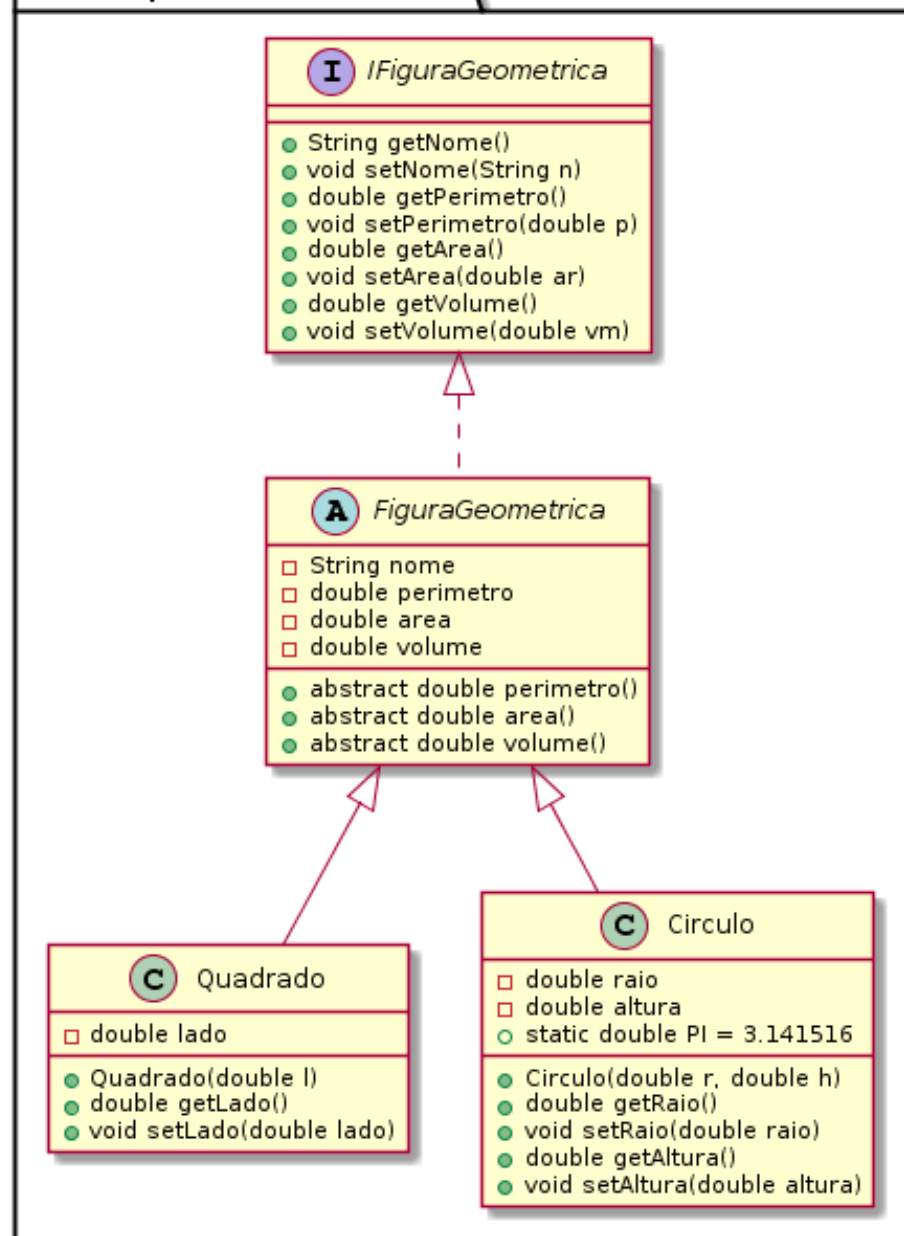 I IFiguraGeometrica
String getNome()
void setNome(String n)
double getPerimetro()
void setPerimetro(double p)
double getArea()
void setArea(double ar)
double getVolume()
void setVolume(double vm)
A FiguraGeometrica
String nome
double perimetro
double area
double volume
abstract double perimetro()
abstract double area()
abstract double volume()
C Quadrado
double lado
Quadrado(double l)
double getLado()
void setLado(double lado)
C Circulo
double raio
double altura
static double PI = 3.141516
Circulo(double r, double h)
double getRaio()
void setRaio(double raio)
double getAltura()
void setAltura(double altura)